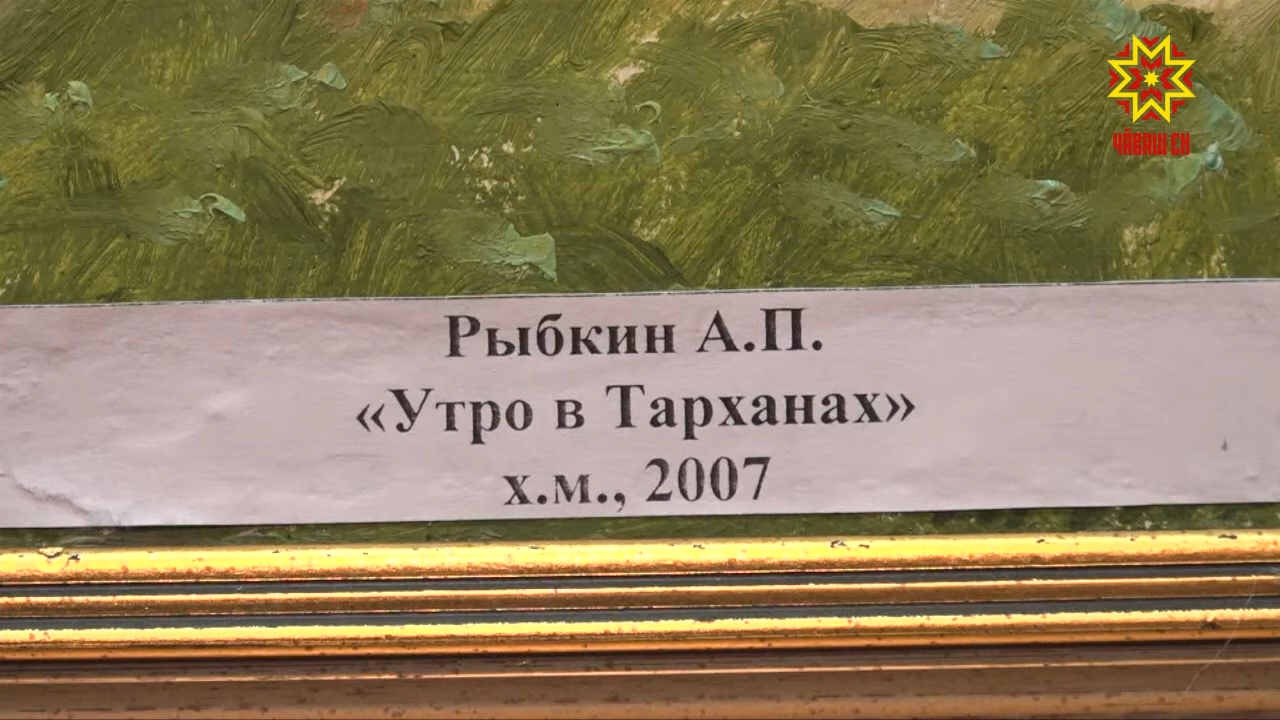 ЧӐВАШ ЕН
Рыбкин А.П.
«Утро в Тарханах»
х.м., 2007